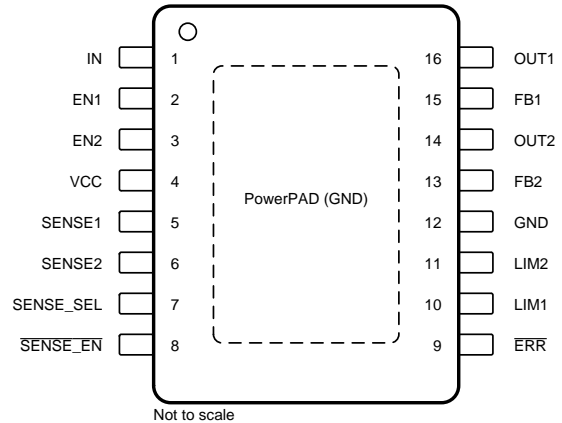 IN 1 16 OUT1
EN1 2 15 FB1
EN2 3 14 OUT2
VCC 4 13 FB2
PowerPAD (GND)
SENSE1 5 12 GND
SENSE2 6 11 LIM2
SENSE_SEL 7 10 LIM1
SENSE_EN 8 9 ERR
Not to scale